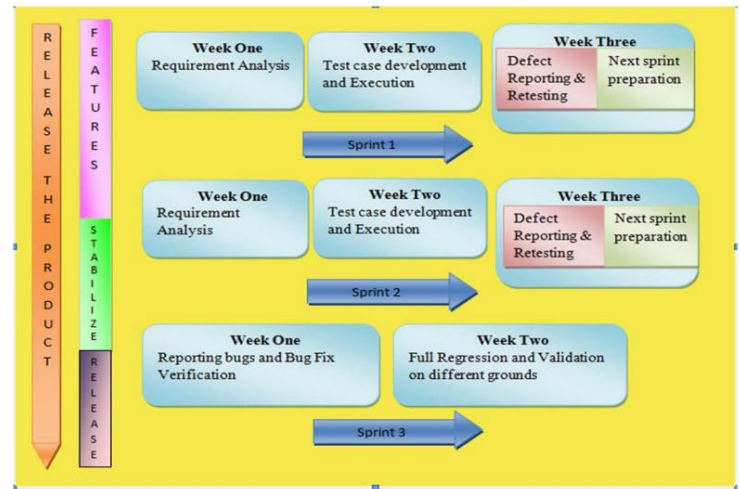 RELEASE THE PRODUCT
FEATURES
STABILIZE
RELEASE
Week One
Requirement Analysis
Week Two
Test case development
and Execution
Week Three
Defect
Reporting &
Retesting
Next sprint
preparation
Sprint 1
Week One
Requirement
Analysis
Week Two
Test case development
and Execution
Week Three
Defect
Reporting &
Retesting
Next sprint
preparation
Sprint 2
Week One
Reporting bugs and Bug Fix
Verification
Week Two
Full Regression and Validation
on different grounds
Sprint 3